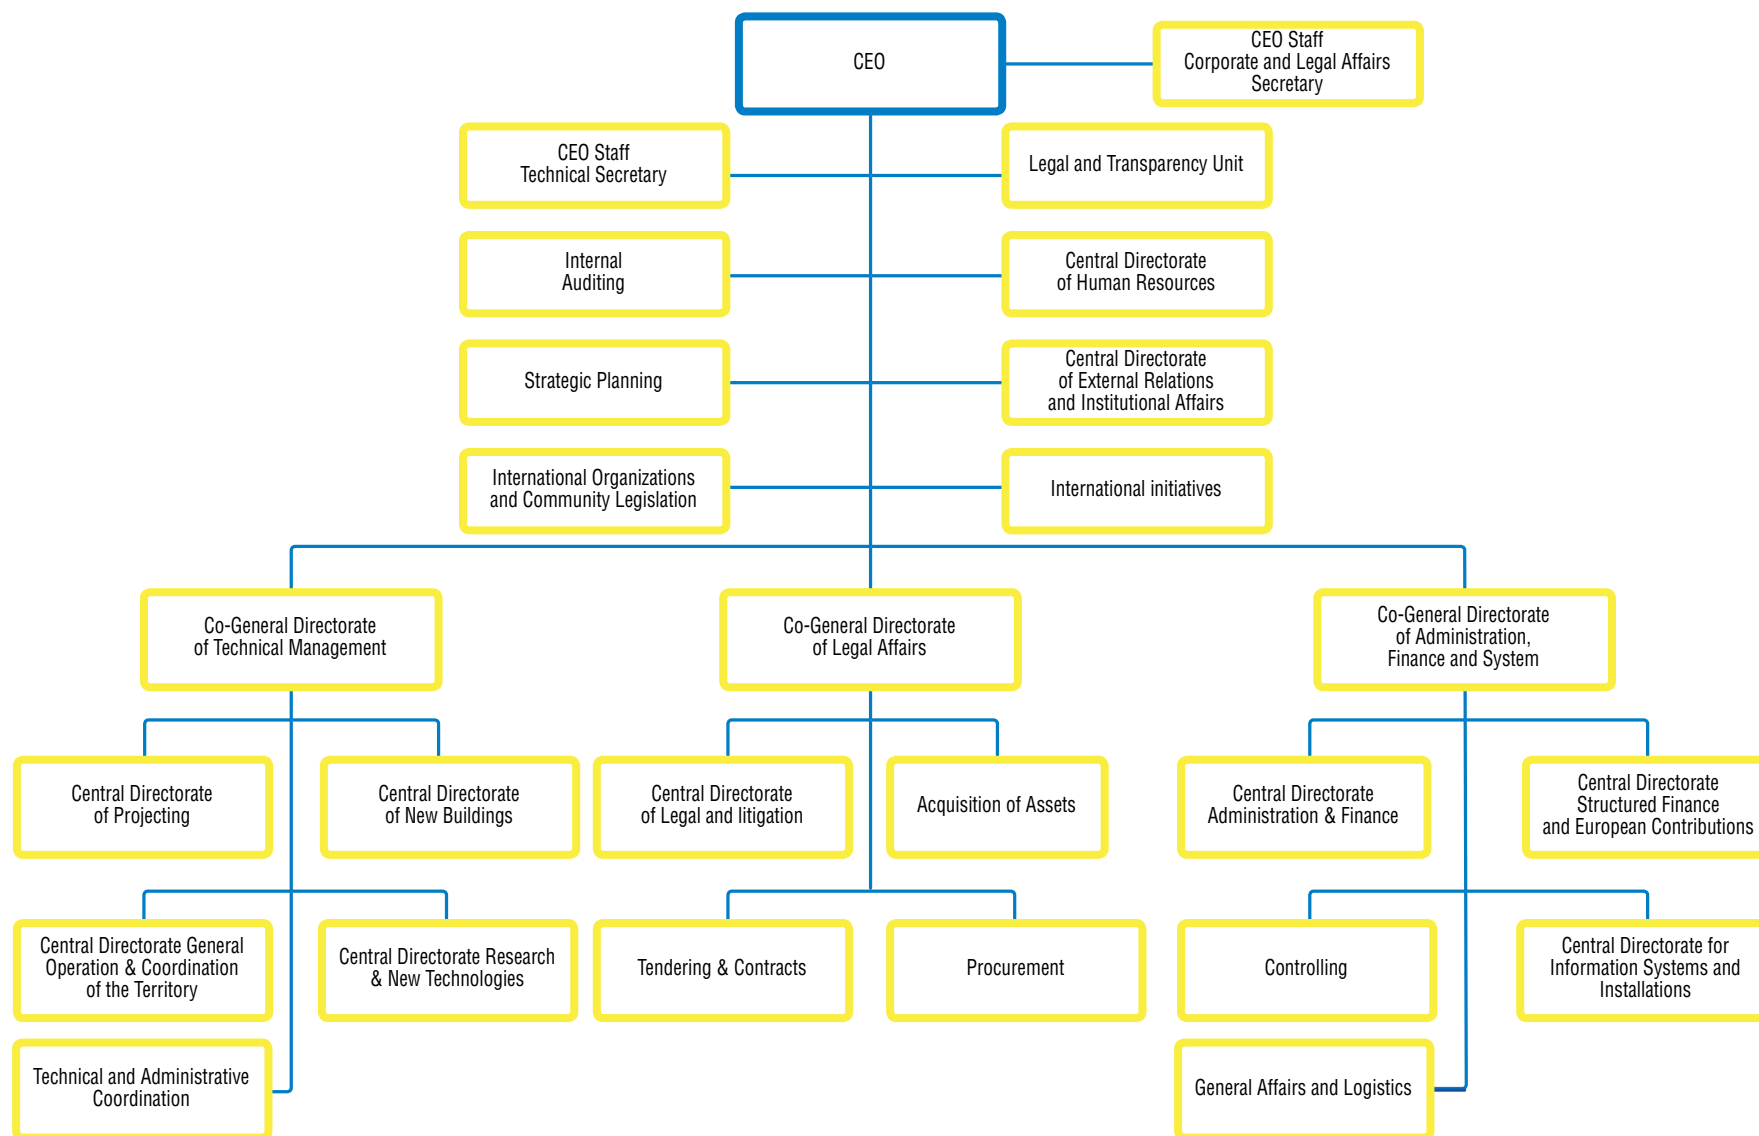 CEO
CEO Staff
Corporate and Legal Affairs
Secretary
CEO Staff
Technical Secretary
Legal and Transparency Unit
Internal
Auditing
Central Directorate
of Human Resources
Strategic Planning
Central Directorate
of External Relations
and Institutional Affairs
International Organizations
and Community Legislation
International initiatives
Co-General Directorate
of Technical Management
Co-General Directorate
of Legal Affairs
Co-General Directorate
of Administration,
Finance and System
Central Directorate
of Projecting
Central Directorate
of New Buildings
Central Directorate
of Legal and litigation
Acquisition of Assets
Central Directorate
Administration & Finance
Central Directorate
Structured Finance
and European Contributions
Central Directorate General
Operation & Coordination
of the Territory
Central Directorate Research
& New Technologies
Tendering & Contracts
Procurement
Controlling
Central Directorate for
Information Systems and
Installations
Technical and Administrative
Coordination
General Affairs and Logistics